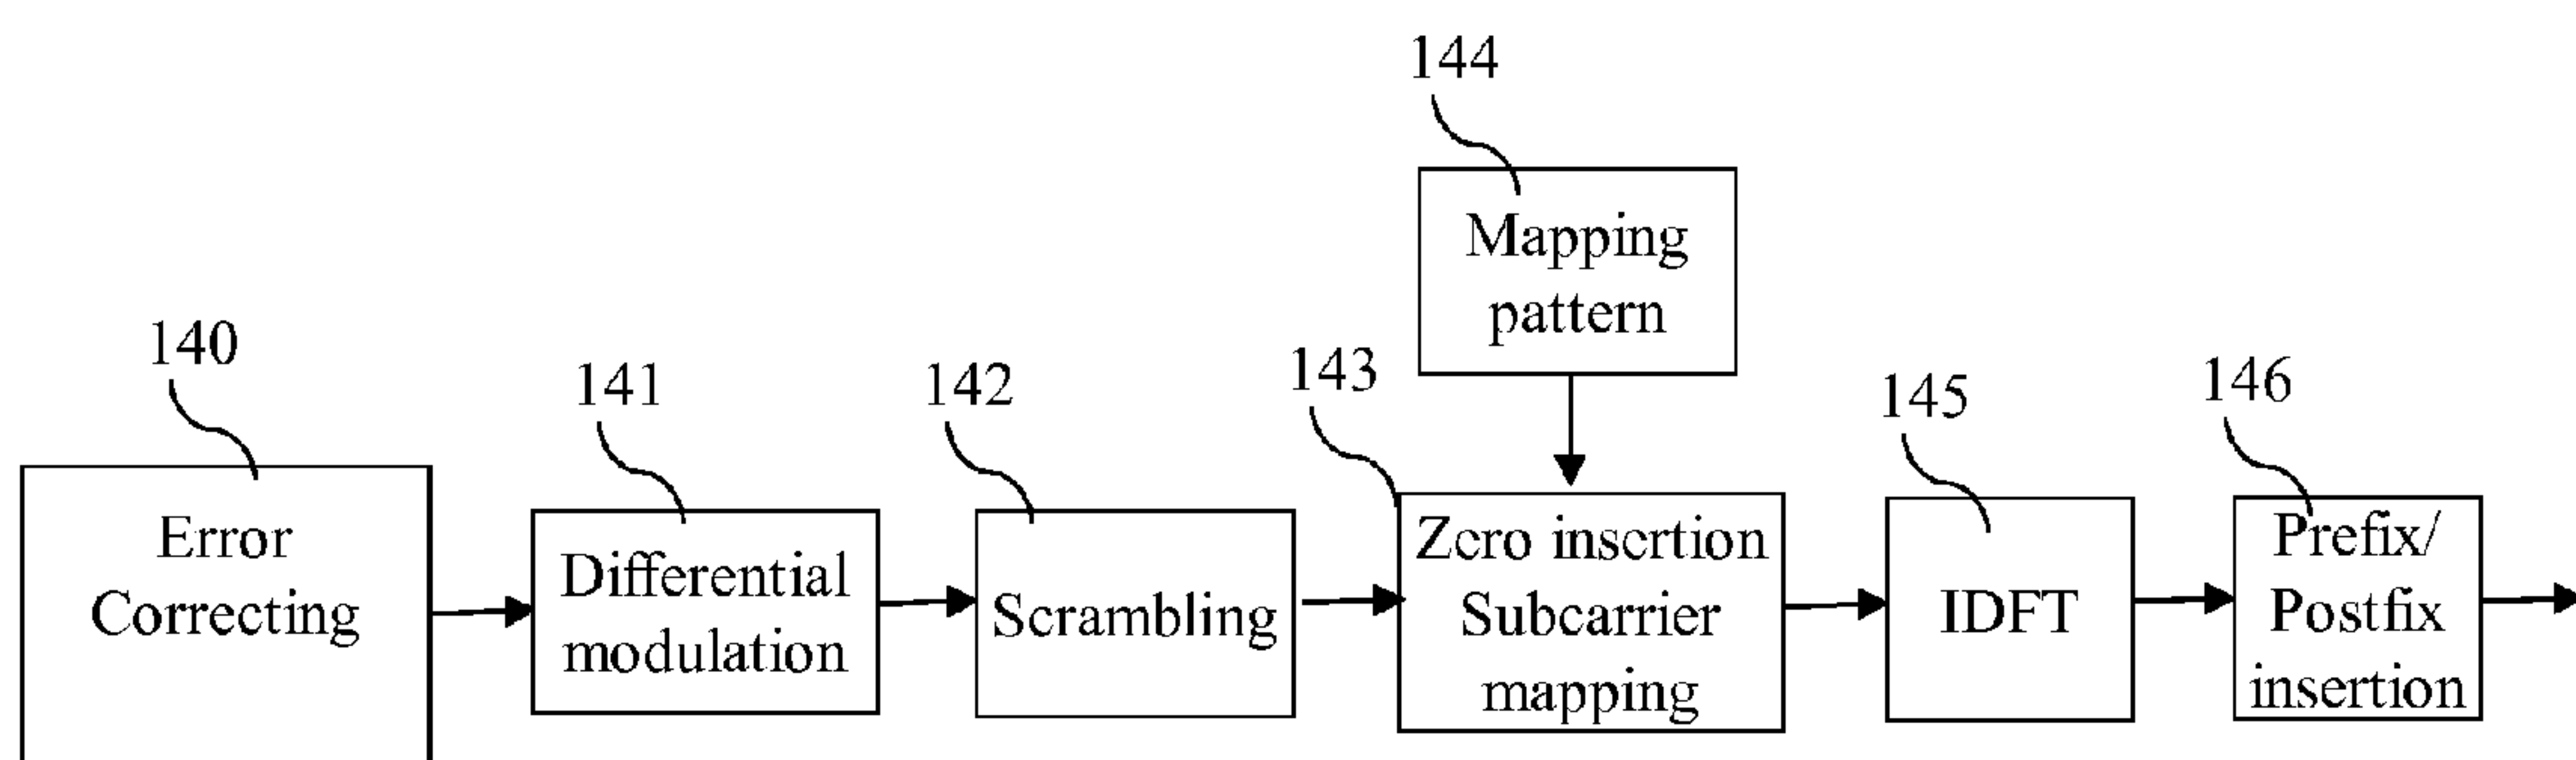 144
Mapping
pattern
140
141
142
143
145
146
Error
Correcting
Differential
modulation
Scrambling
Zero insertion
Subcarrier
mapping
IDFT
Prefix/
Postfix
insertion